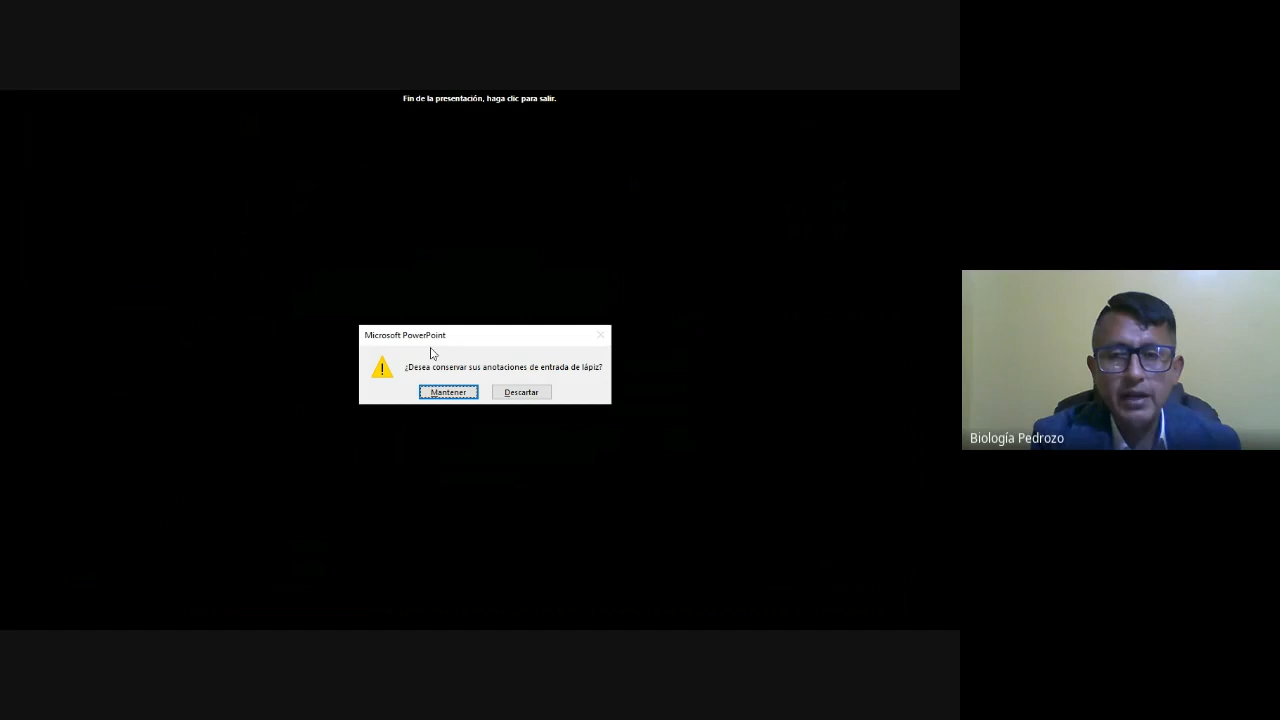 Fin de la presentación, haga clic para salir.
Microsoft PowerPoint
¿Desea conservar sus anotaciones de entrada de lápiz?
Mantener
Descartar
Biología Pedrozo